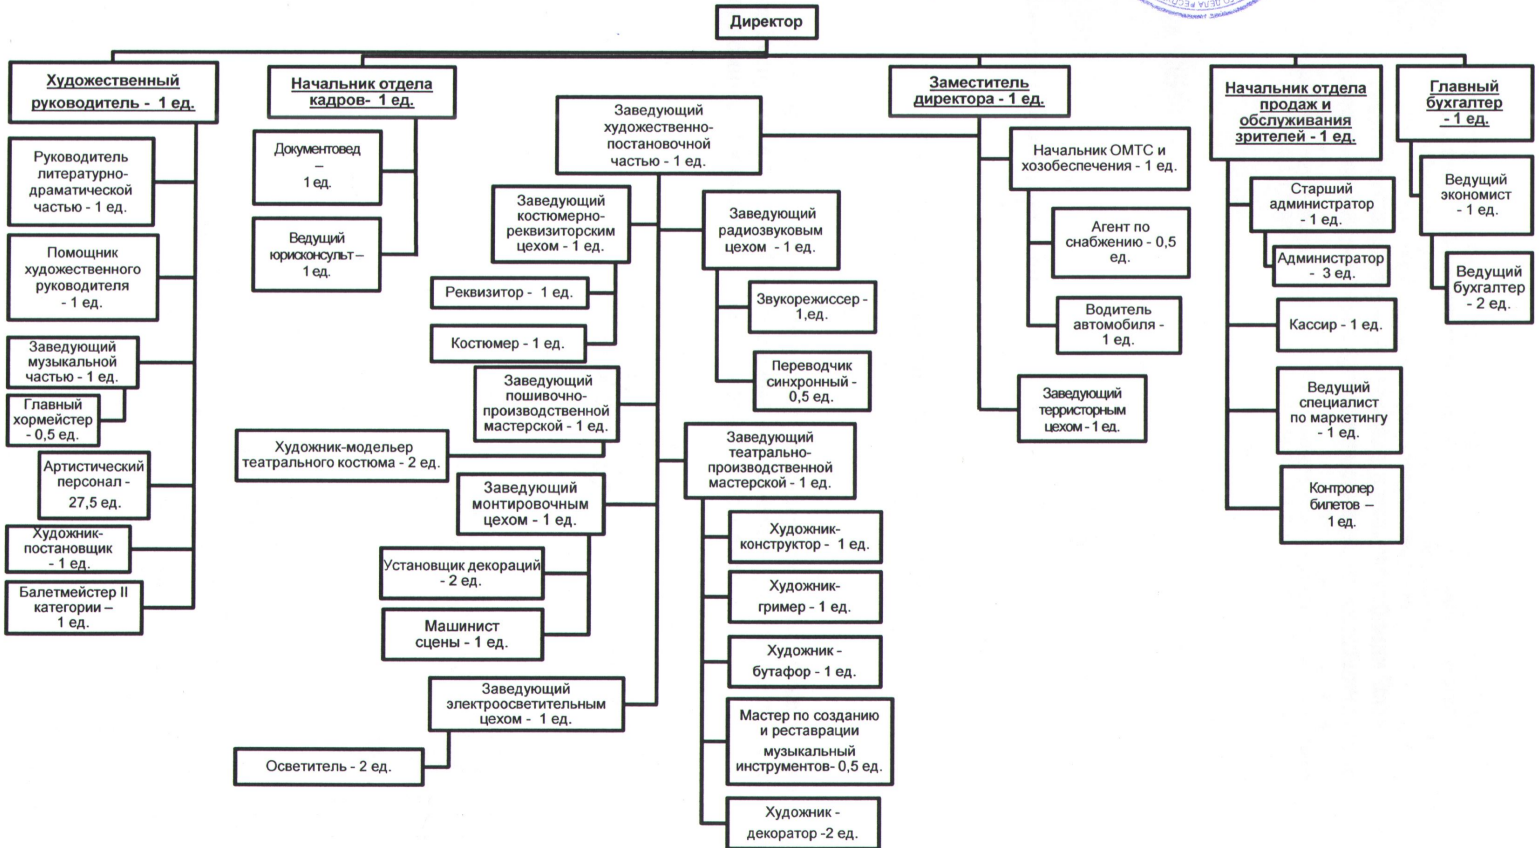 Директор
Художественный
руководитель - 1 ед.
Руководитель
литературно-
драматической
частью - 1 ед.
Помощник
художественного
руководителя
- 1 ед.
Заведующий
музыкальной
частью - 1 ед.
Главный
хормейстер
- 0,5 ед.
Артистический
персонал -
27,5 ед.
Художник-
постановщик
- 1 ед.
Балетмейстер II
категории –
1 ед.
Начальник отдела
кадров- 1 ед.
Документовед
–
1 ед.
Ведущий
юрисконсульт –
1 ед.
Заместитель
директора - 1 ед.
Заведующий
художественно-
постановочной
частью - 1 ед.
Заведующий
костюмерно-
реквизиторским
цехом - 1 ед.
Реквизитор - 1 ед.
Костюмер - 1 ед.
Заведующий
пошивочно-
производственной
мастерской - 1 ед.
Художник-модельер
театрального костюма - 2 ед.
Заведующий
монтировочным
цехом - 1 ед.
Установщик декораций
- 2 ед.
Машинист
сцены - 1 ед.
Заведующий
электроосветительным
цехом - 1 ед.
Осветитель - 2 ед.
Заведующий
радиозвуковым
цехом - 1 ед.
Звукорежиссер -
1,ед.
Переводчик
синхронный -
0,5 ед.
Заведующий
театрально-
производственной
мастерской - 1 ед.
Художник-
конструктор - 1 ед.
Художник-
гример - 1 ед.
Художник -
бутафор - 1 ед.
Мастер по созданию
и реставрации
музыкальный
инструментов- 0,5 ед.
Художник -
декоратор -2 ед.
Начальник ОМТС и
хозобеспечения - 1 ед.
Агент по
снабжению - 0,5
ед.
Водитель
автомобиля -
1 ед.
Заведующий
терристорным
цехом - 1 ед.
Начальник отдела
продаж и
обслуживания
зрителей - 1 ед.
Старший
администратор -
- 1 ед.
Администратор
- 3 ед.
Кассир - 1 ед.
Ведущий
специалист
по маркетингу
- 1 ед.
Контролер
билетов –
1 ед.
Главный
бухгалтер
- 1 ед.
Ведущий
экономист
- 1 ед.
Ведущий
бухгалтер
- 2 ед.